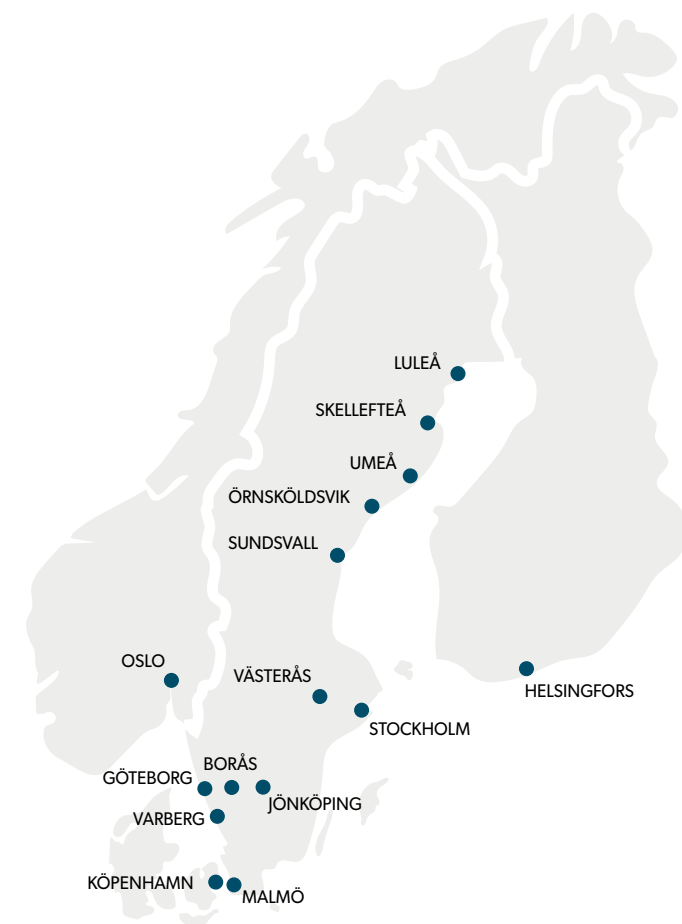 LULEÅ
SKELLEFTEÅ
UMEÅ
ÖRNSKÖLDSVIK
SUNDSVALL
OSLO
VÄSTERÅS
HELSINGFORS
STOCKHOLM
BORÅS
GÖTEBORG
JÖNKÖPING
VARBERG
KÖPENHAMN
MALMÖ